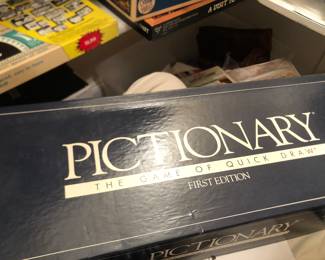 PICTIONARY
THE GAME OF QUICK DRAW
FIRST EDITION
PICTIONARY